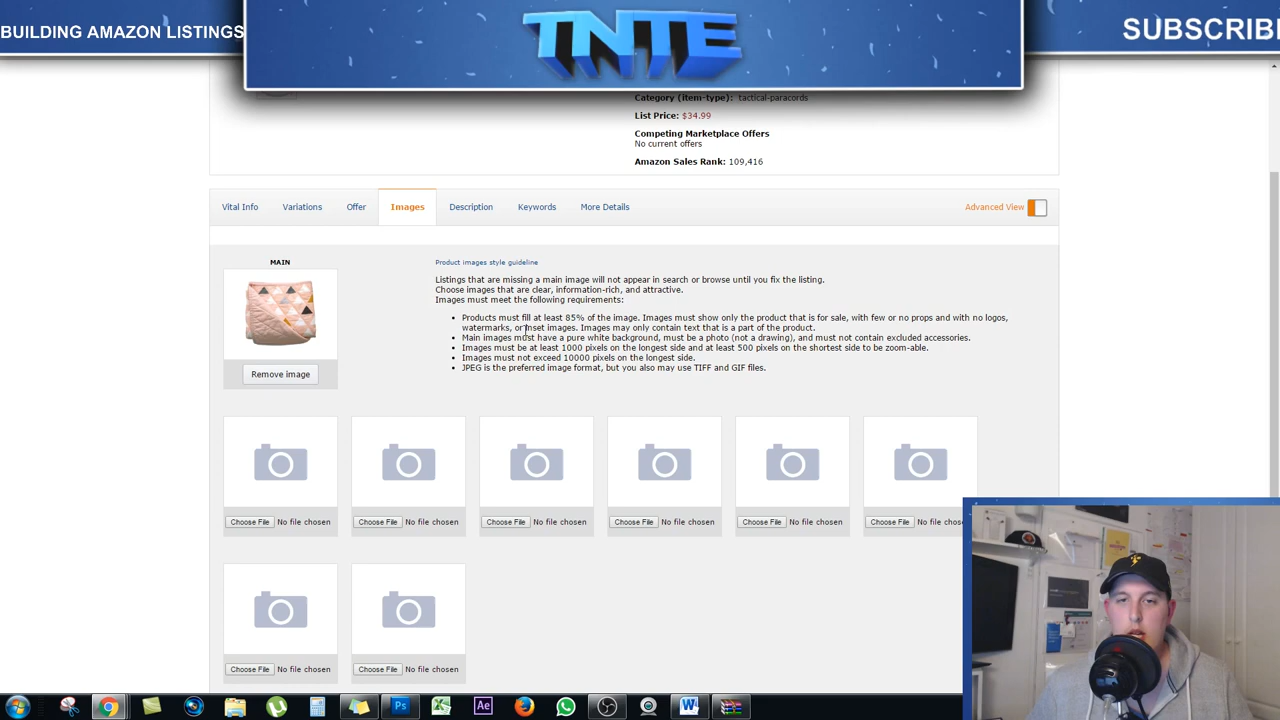 BUILDING AMAZON LISTINGS
TNTE
SUBSCRIB
Category (item-type): tactical-paracords
List Price: $34.99
Competing Marketplace Offers
No current offers
Amazon Sales Rank: 109,416
Vital Info Variations Offer Images Description Keywords More Details Advanced View
MAIN
Remove image
Product images style guideline
Listings that are missing a main image will not appear in search or browse until you fix the listing.
Choose images that are clear, information-rich, and attractive.
Images must meet the following requirements:
• Products must fill at least 85% of the image. Images must show only the product that is for sale, with few or no props and with no logos,
watermarks, or inset images. Images may only contain text that is a part of the product.
• Main images must have a pure white background, must be a photo (not a drawing), and must not contain excluded accessories.
• Images must be at least 1000 pixels on the longest side and at least 500 pixels on the shortest side to be zoom-able.
• Images must not exceed 10000 pixels on the longest side.
• JPEG is the preferred image format, but you also may use TIFF and GIF files.
Choose File No file chosen Choose File No file chosen Choose File No file chosen Choose File No file chosen Choose File No file chosen Choose File No file chos
Choose File No file chosen Choose File No file chosen
Ps
Ae
W